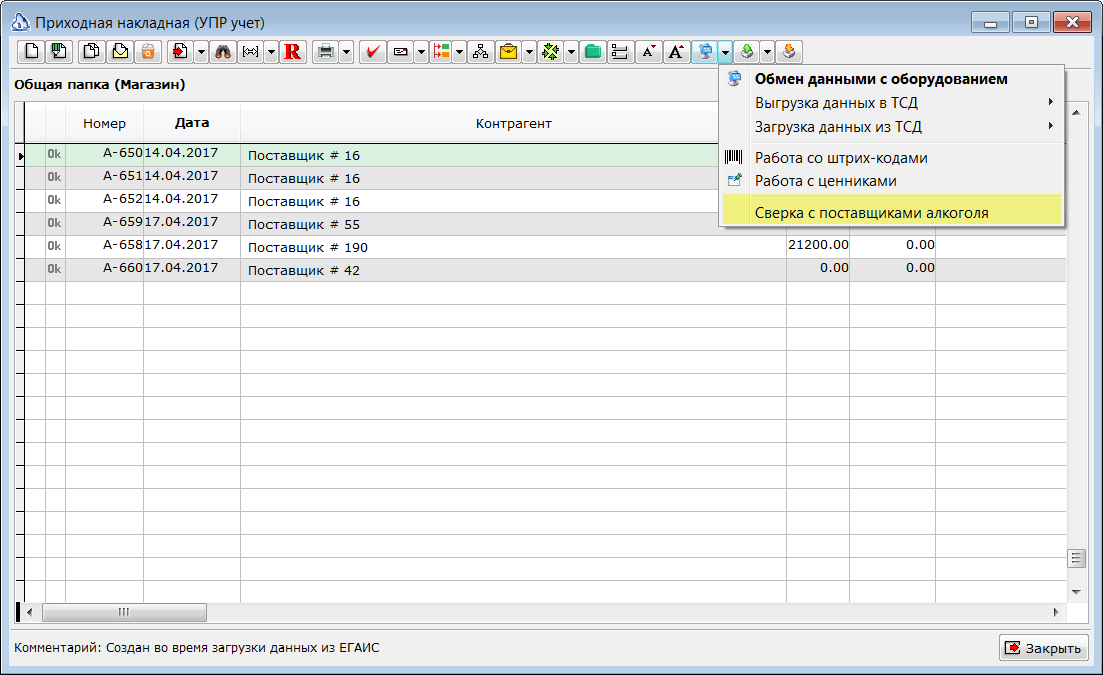 Приходная накладная (УПР учет)
R
A A
Общая папка (Магазин)
Обмен данными с оборудованием
Выгрузка данных в ТСД
Загрузка данных из ТСД
Работа со штрих-кодами
Работа с ценниками
Сверка с поставщиками алкоголя
Номер Дата Контрагент
Ok А-650 14.04.2017 Поставщик # 16
Ok А-651 14.04.2017 Поставщик # 16
Ok А-652 14.04.2017 Поставщик # 16
Ok А-659 17.04.2017 Поставщик # 55
Ok А-658 17.04.2017 Поставщик # 190 21200.00 0.00
Ok А-660 17.04.2017 Поставщик # 42 0.00 0.00
Комментарий: Создан во время загрузки данных из ЕГАИС
Закрыть